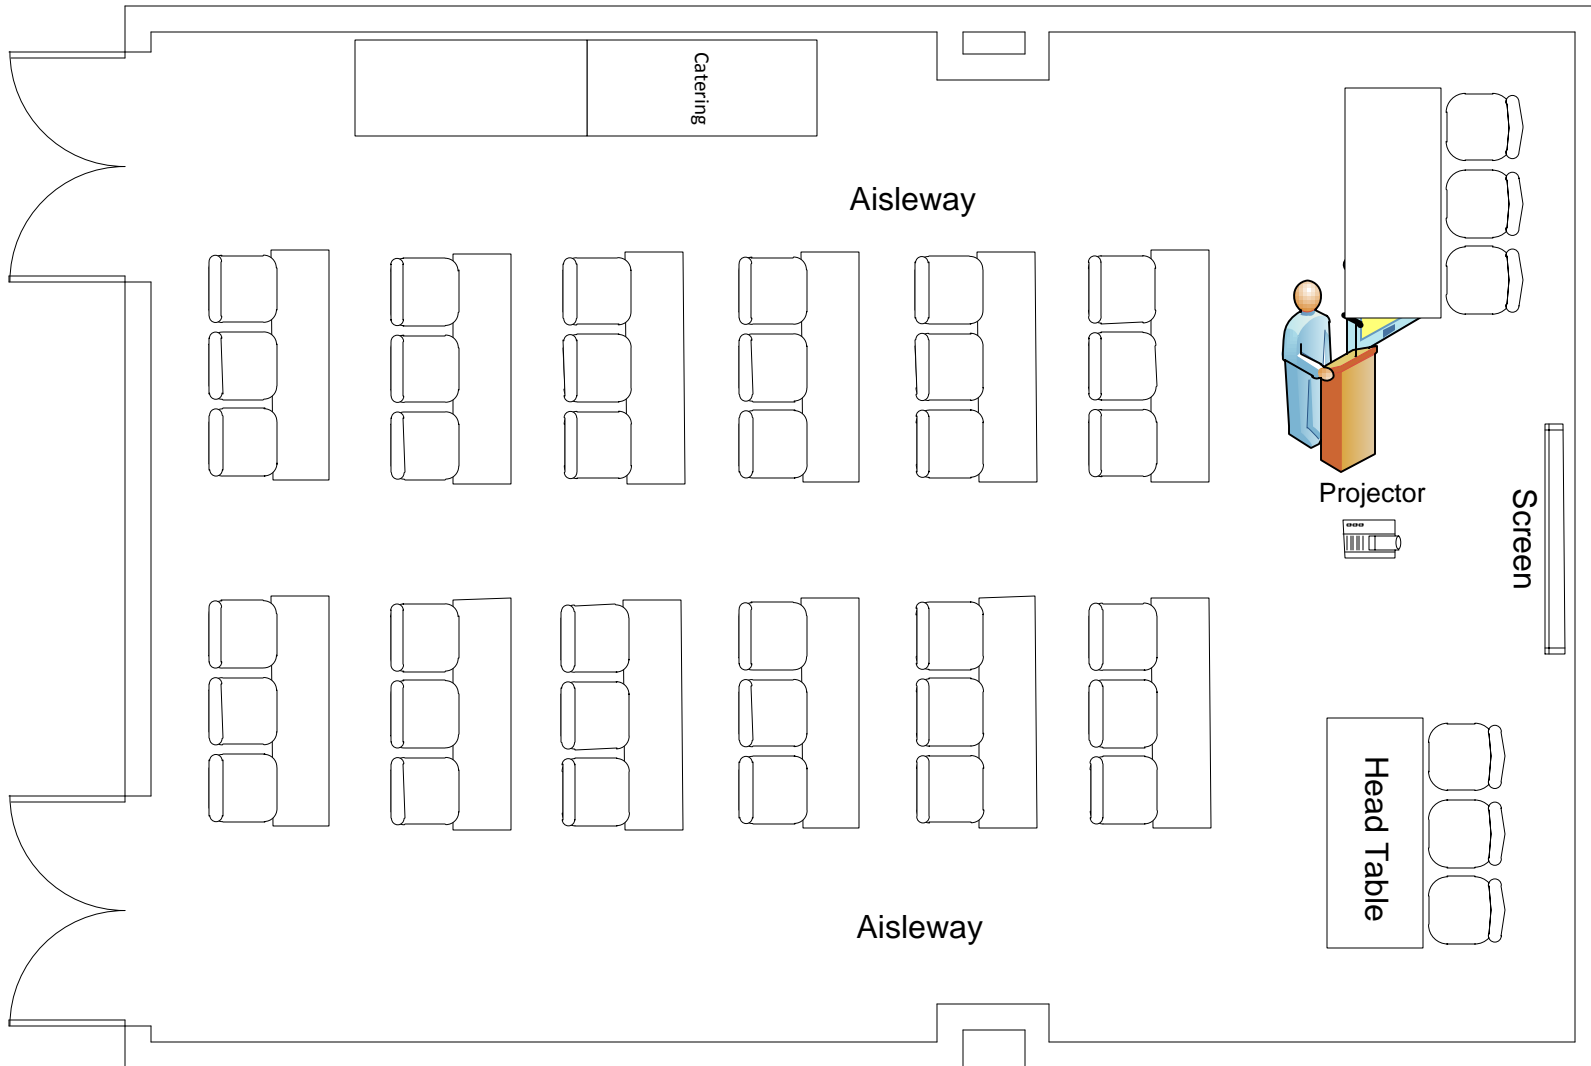 Catering
Aisleway
Projector
Screen
Head Table
Aisleway